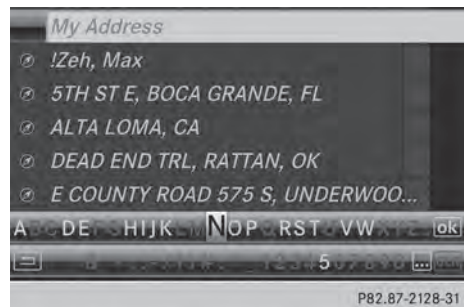 My Address
!Zeh, Max
5TH ST E, BOCA GRANDE, FL
ALTA LOMA, CA
DEAD END TRL, RATTAN, OK
E COUNTY ROAD 575 S, UNDERWOO...
A DE HIJK NOP RST VW ok
5 ...
P82.87-2128-31